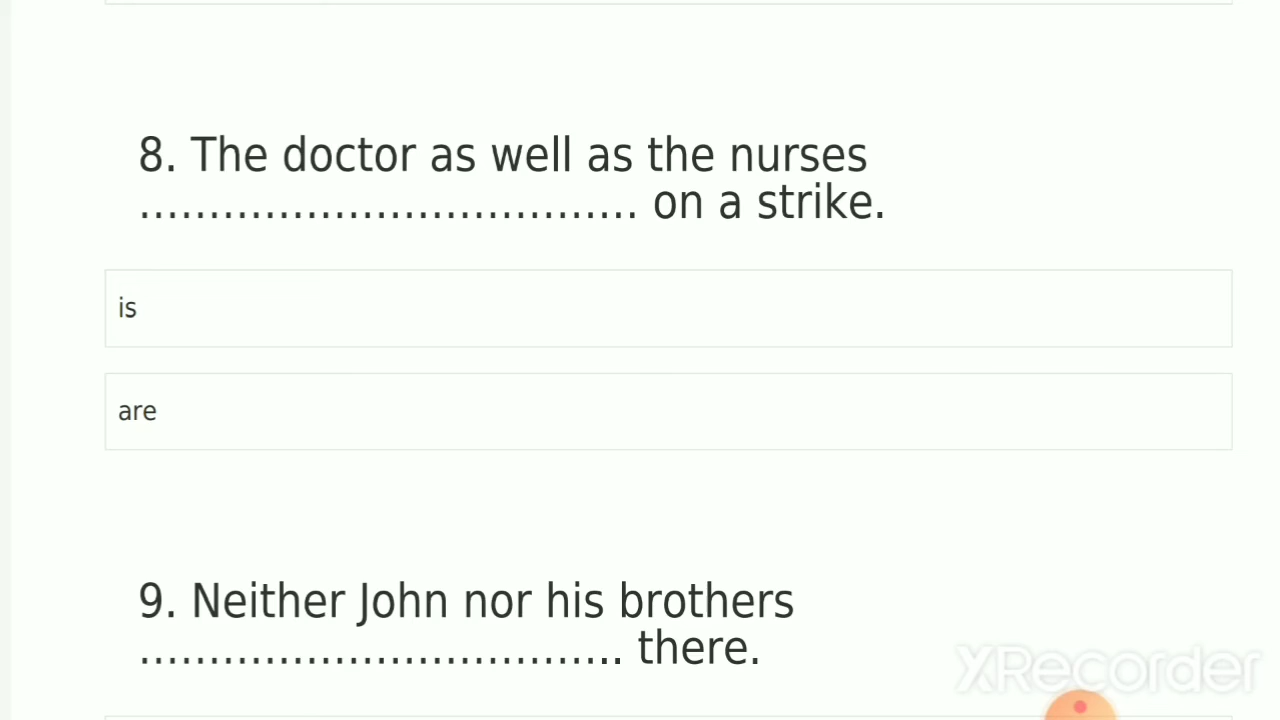 8. The doctor as well as the nurses
.................................... on a strike.
is
are
9. Neither John nor his brothers
................................... there.
XRecorder